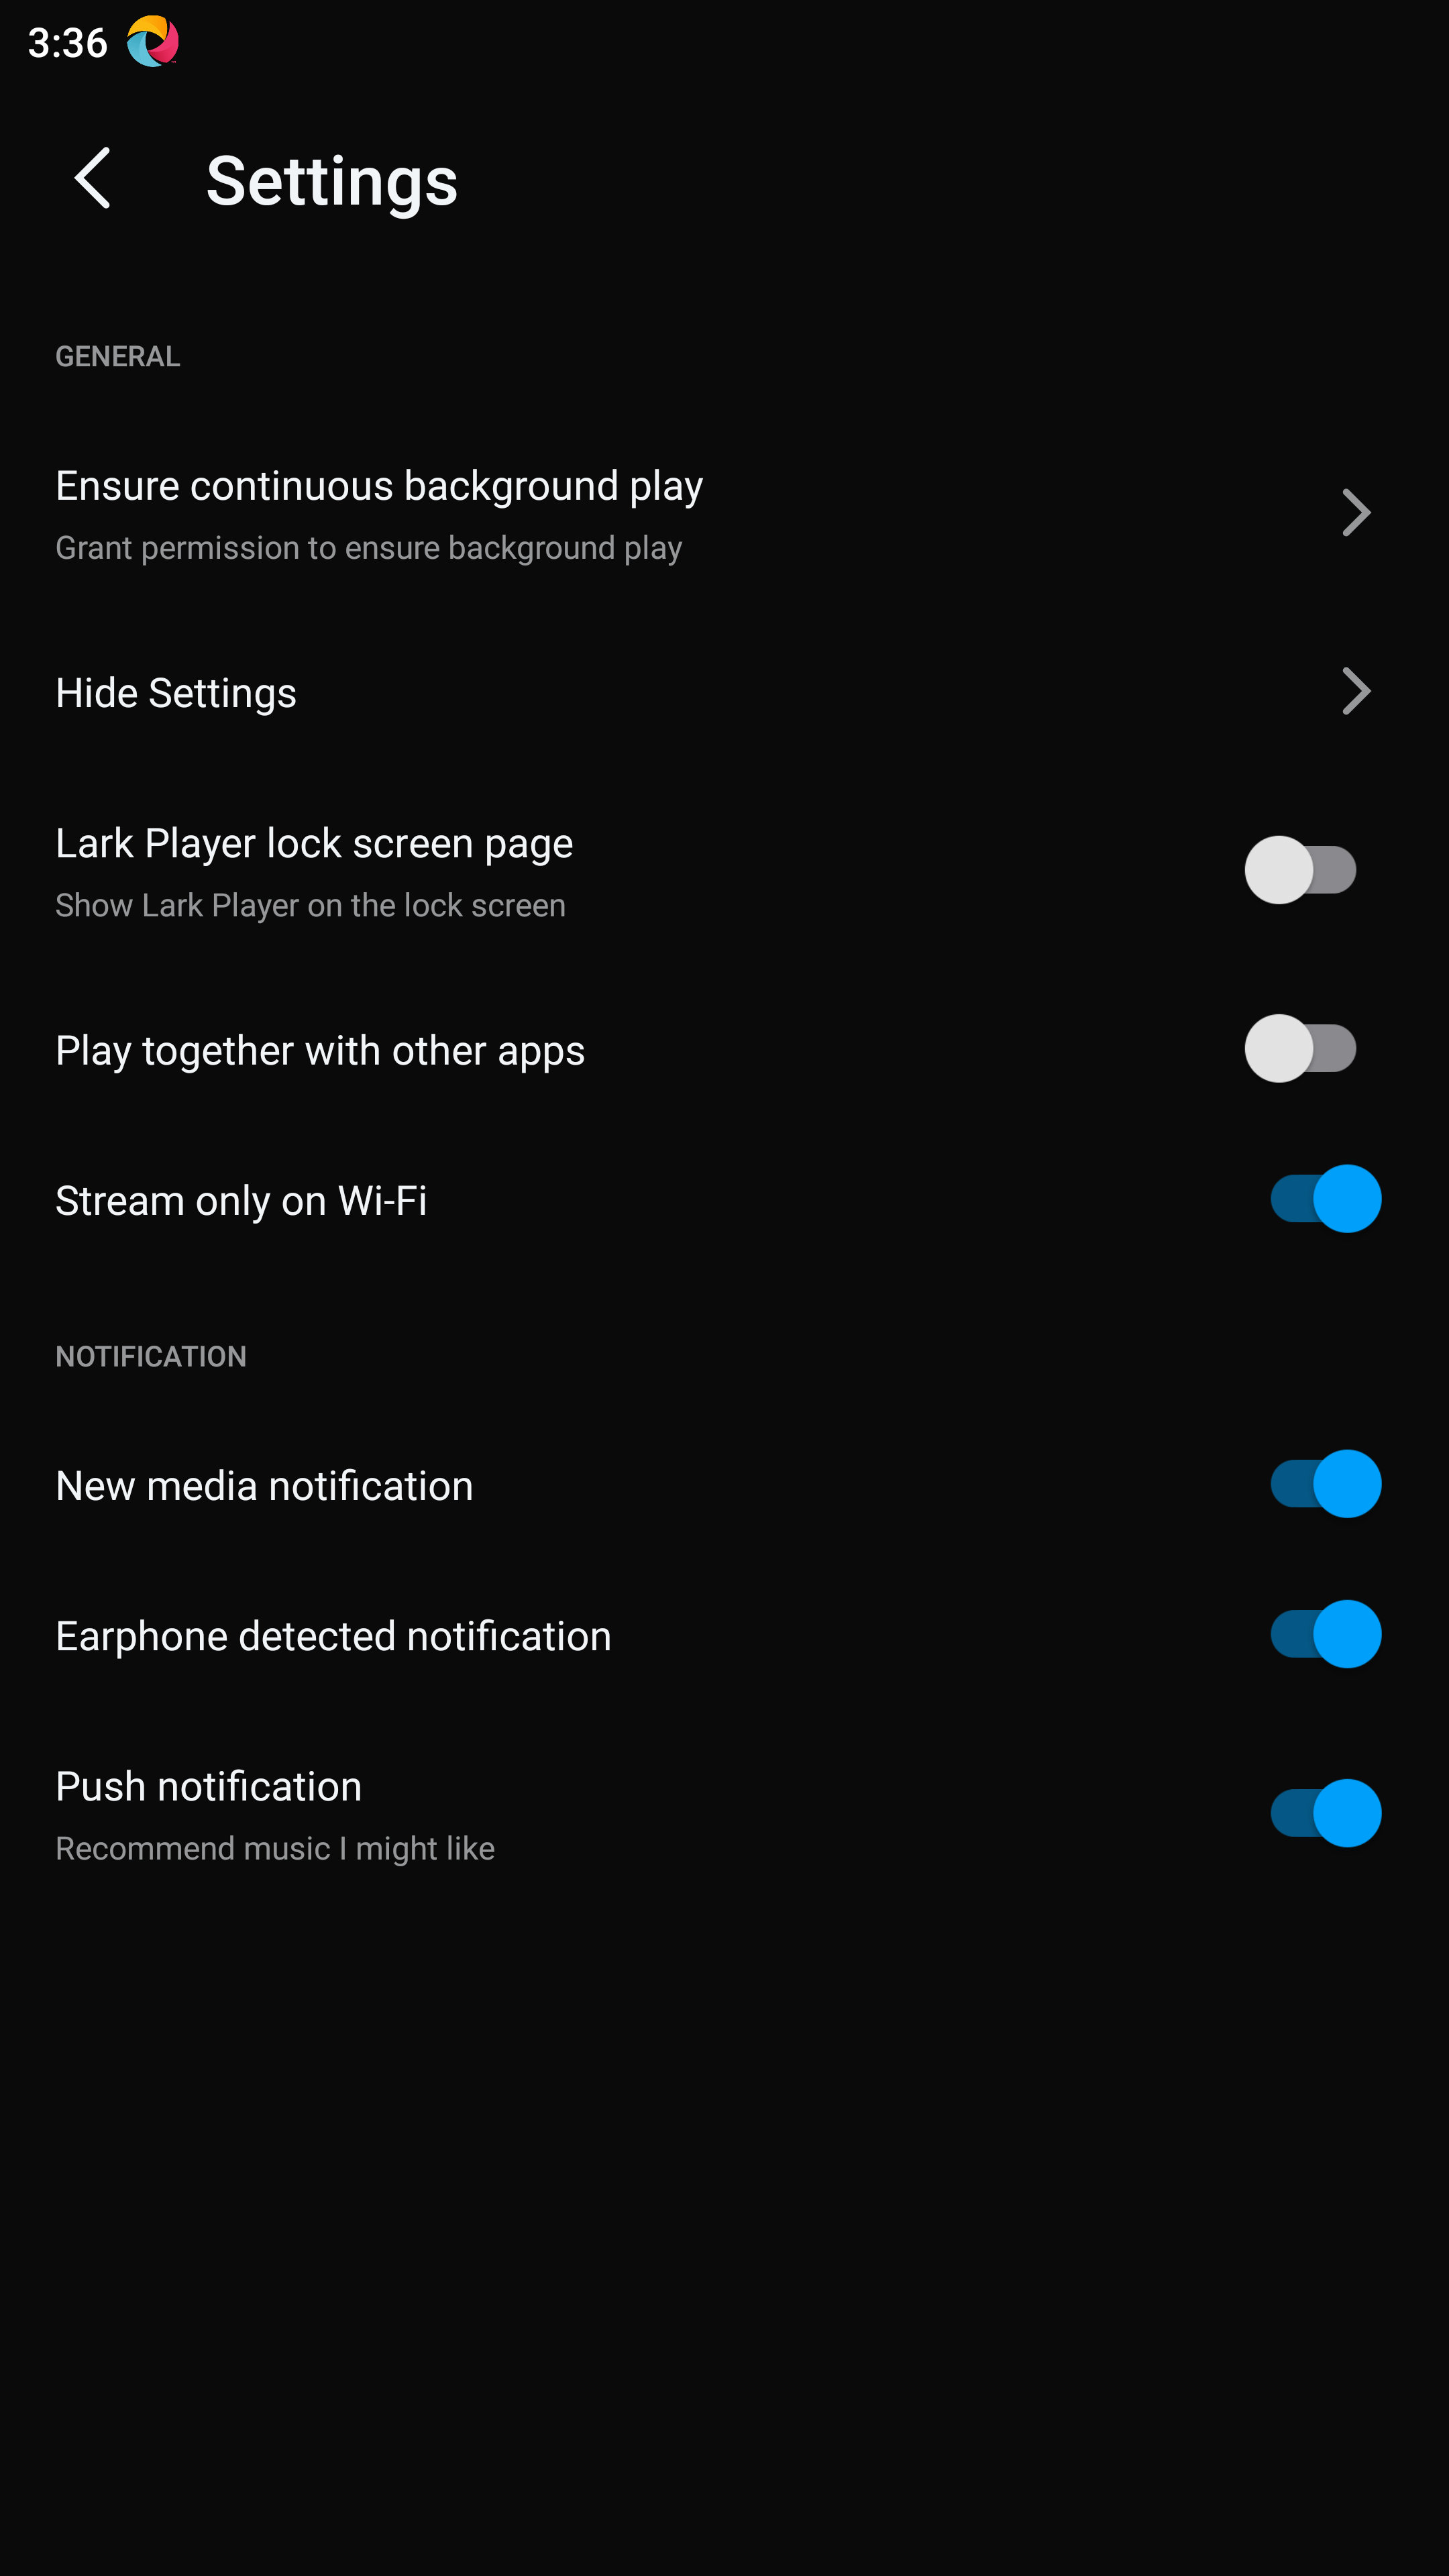 3:36
Settings
GENERAL
Ensure continuous background play
Grant permission to ensure background play
Hide Settings
Lark Player lock screen page
Show Lark Player on the lock screen
Play together with other apps
Stream only on Wi-Fi
NOTIFICATION
New media notification
Earphone detected notification
Push notification
Recommend music I might like